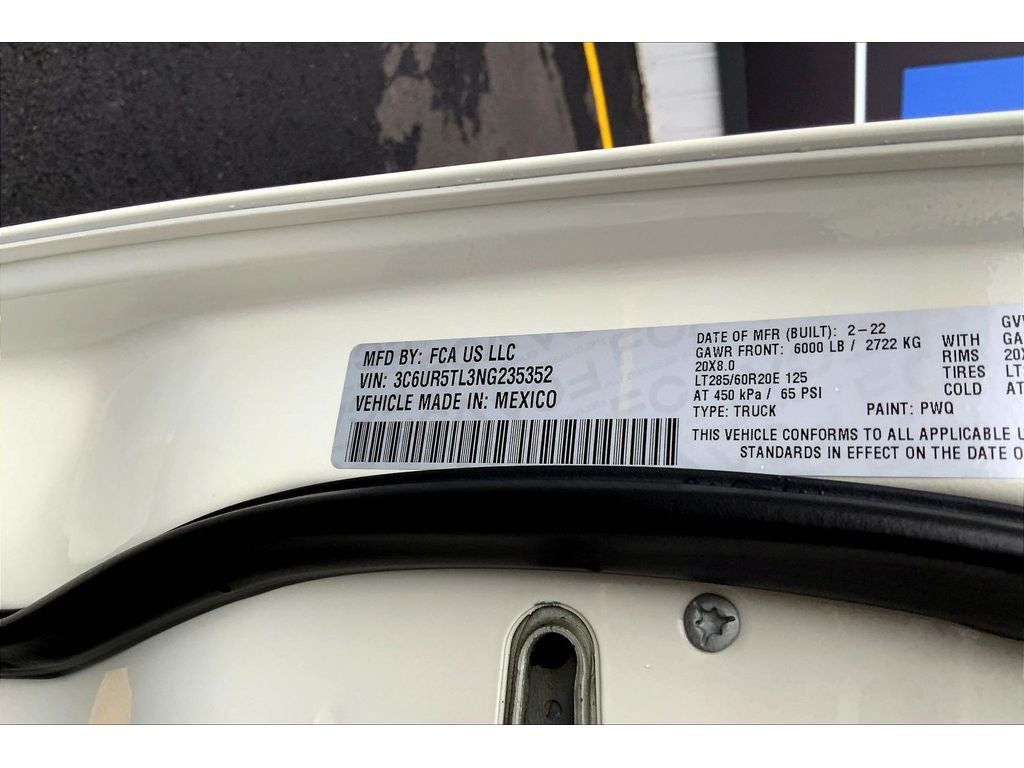 MFD BY: FCA US LLC
VIN: 3C6UR5TL3NG235352
VEHICLE MADE IN: MEXICO
DATE OF MFR (BUILT): 2-22
GAWR FRONT: 6000 LB / 2722 KG
20X8.0
LT285/60R20E 125
AT 450 kPa / 65 PSI
TYPE: TRUCK PAINT: PWQ
WITH
RIMS
TIRES
COLD
THIS VEHICLE CONFORMS TO ALL APPLICABLE
STANDARDS IN EFFECT ON THE DATE